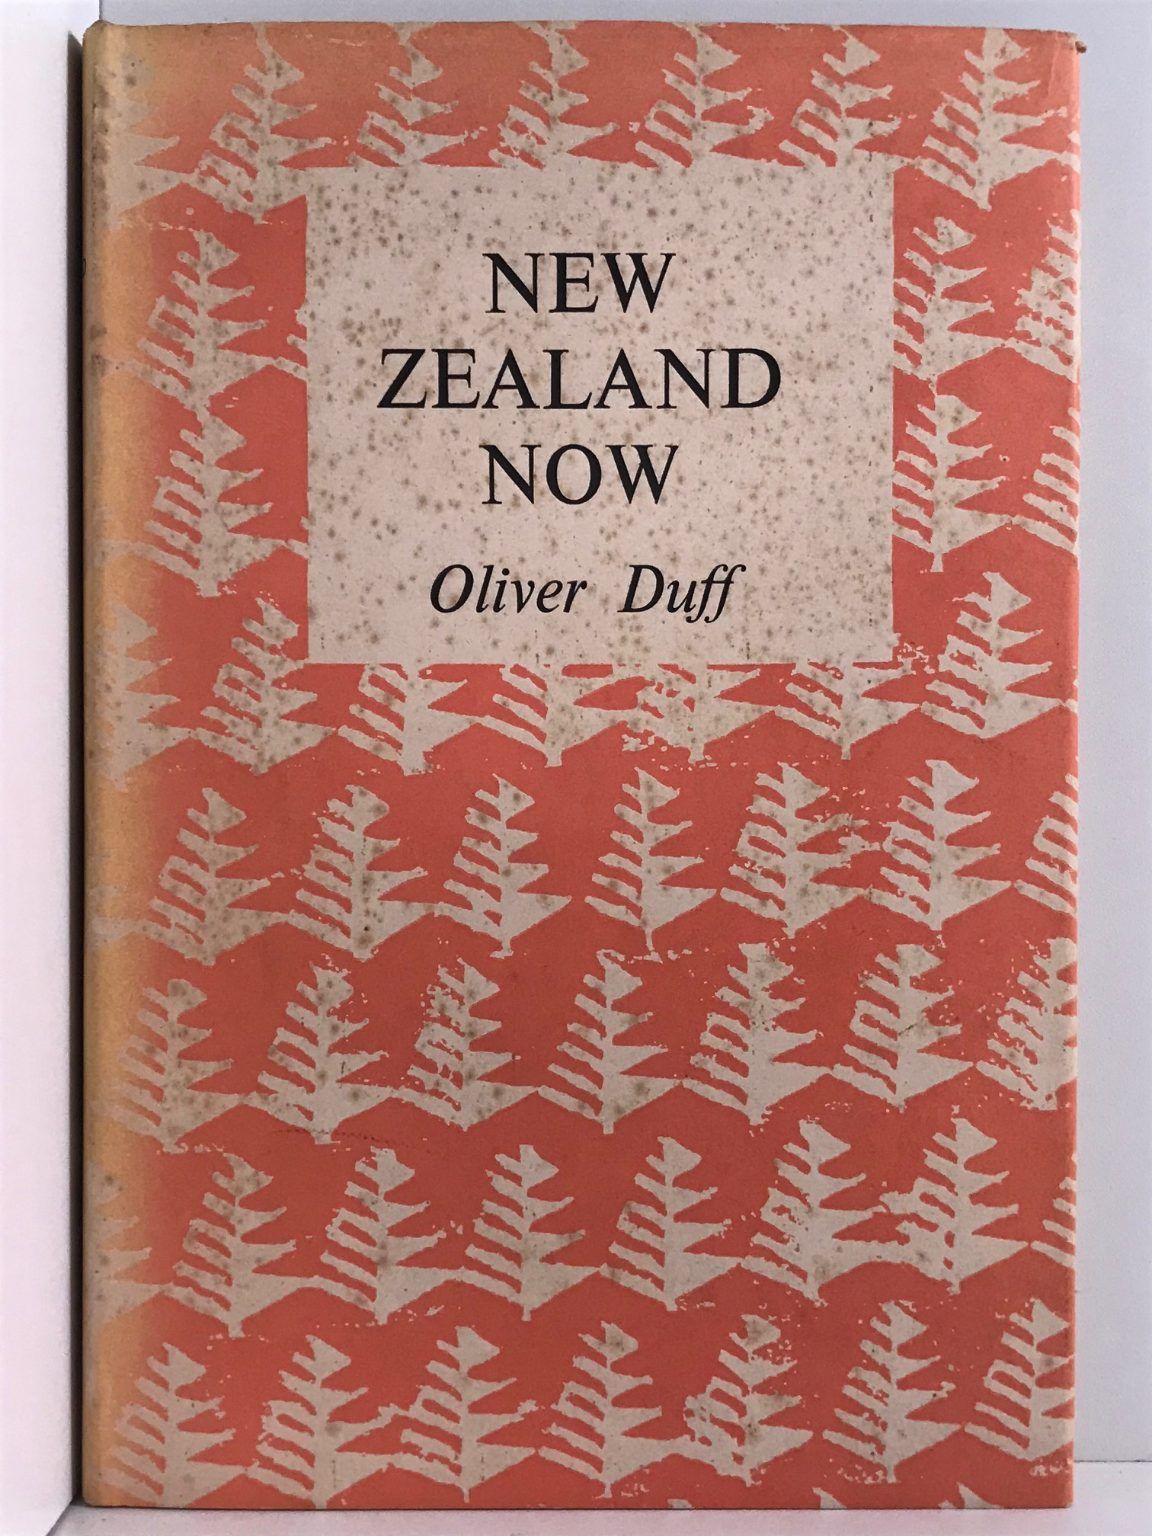 NEW
ZEALAND
NOW
Oliver Duff